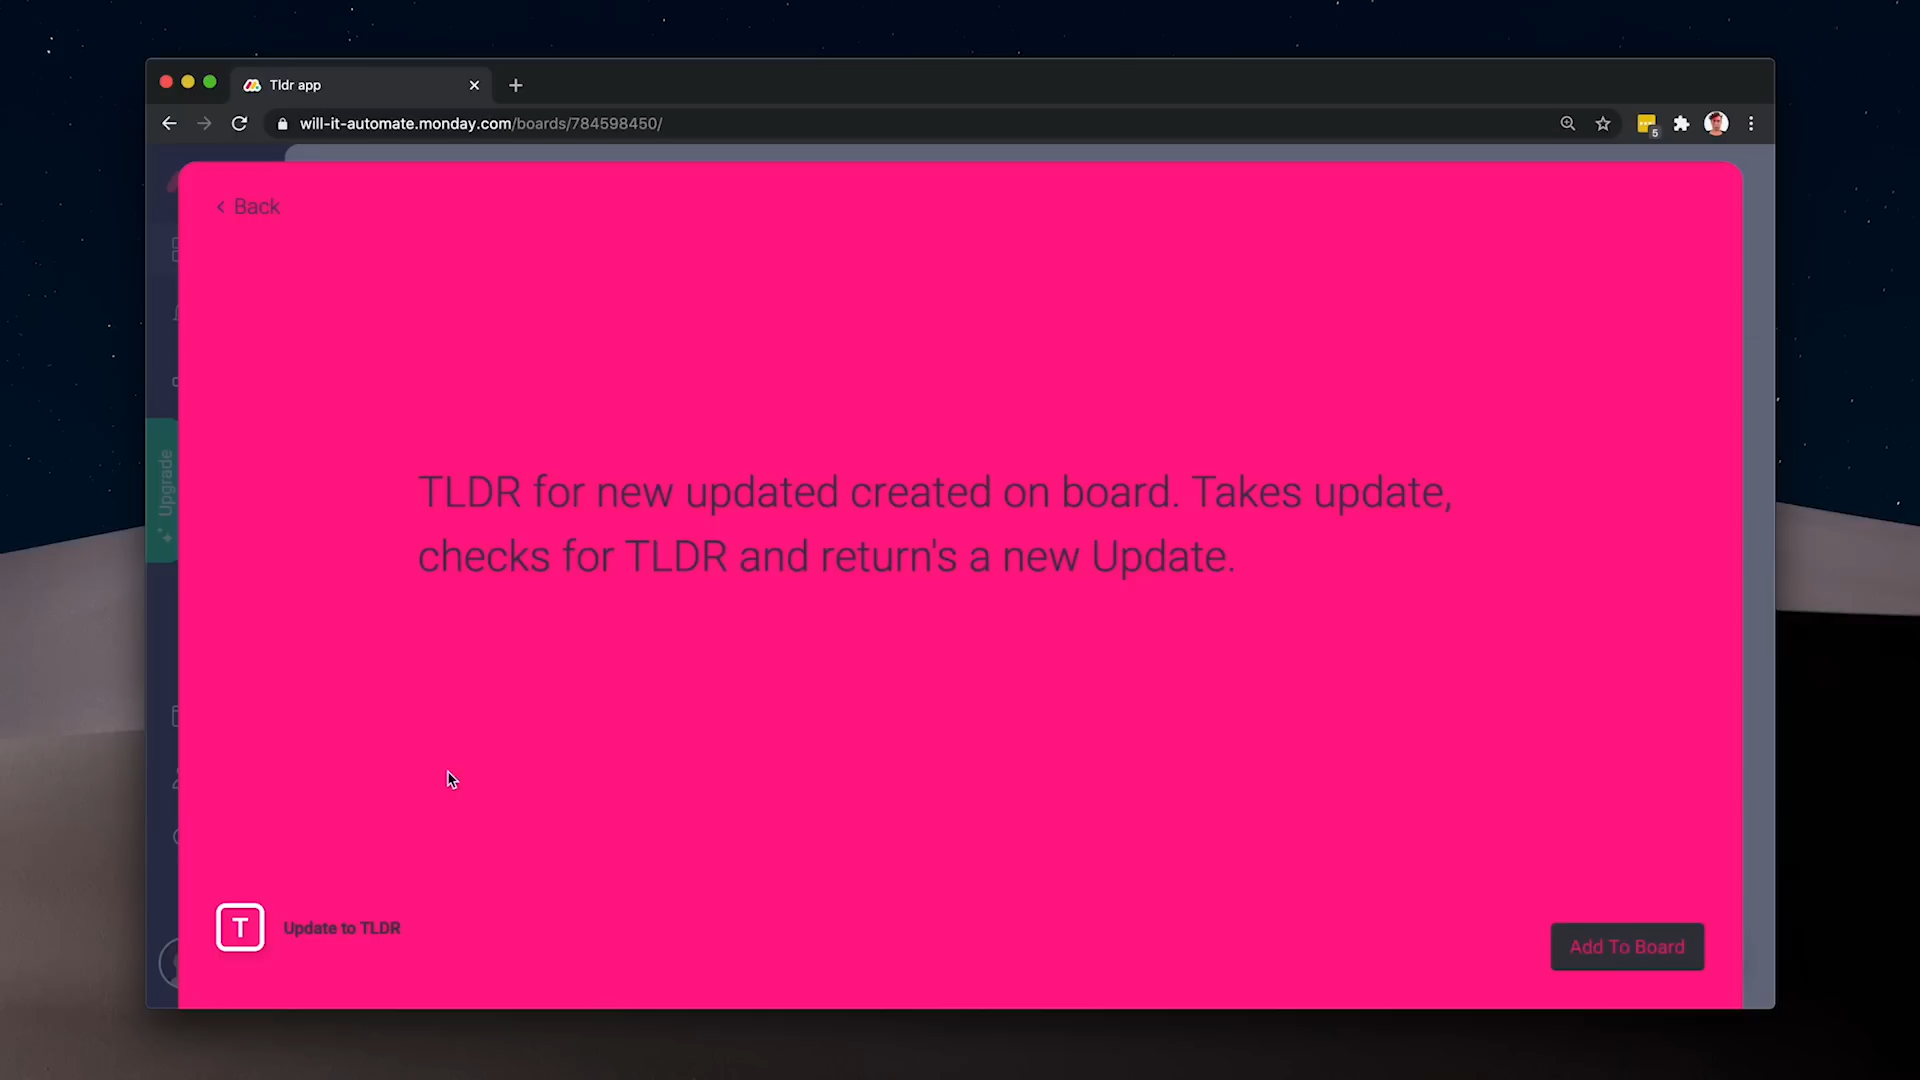 Tldr app
will-it-automate.monday.com/boards/784598450/
5
Back
Upgrade
TLDR for new updated created on board. Takes update,
checks for TLDR and return's a new Update.
T
Update to TLDR
Add To Board